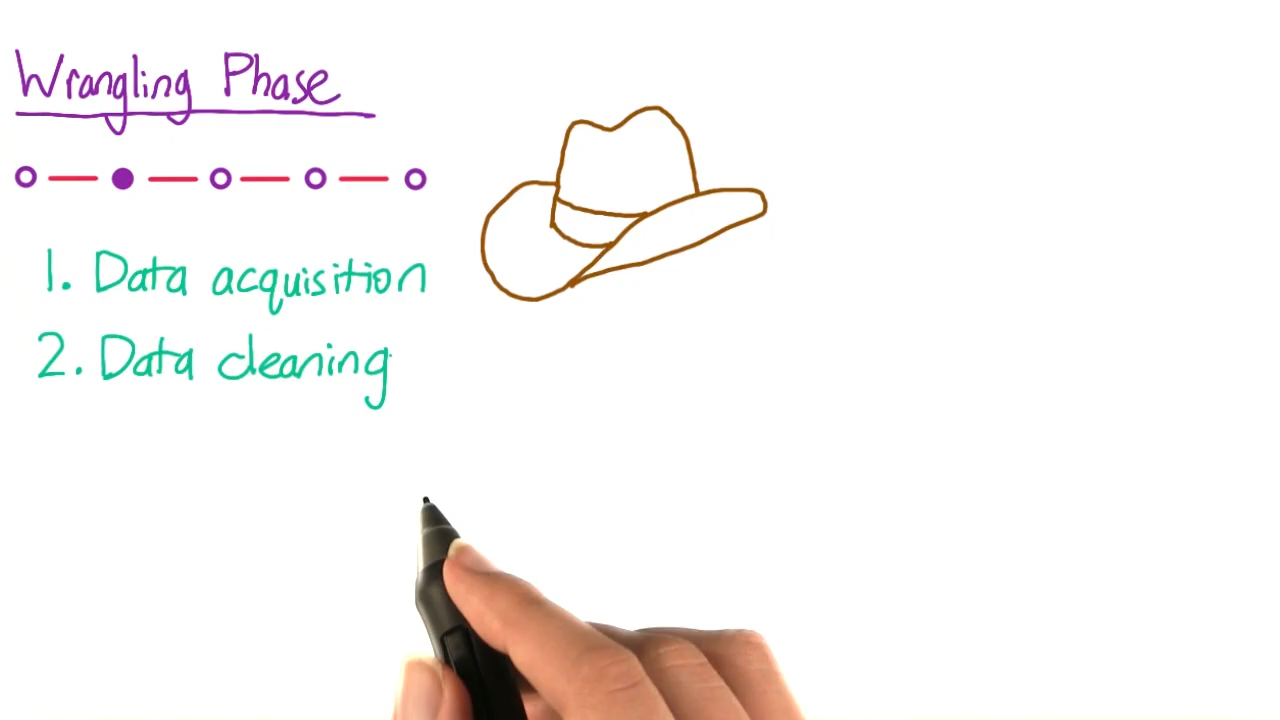 Wrangling Phase
1. Data acquisition
2. Data cleaning